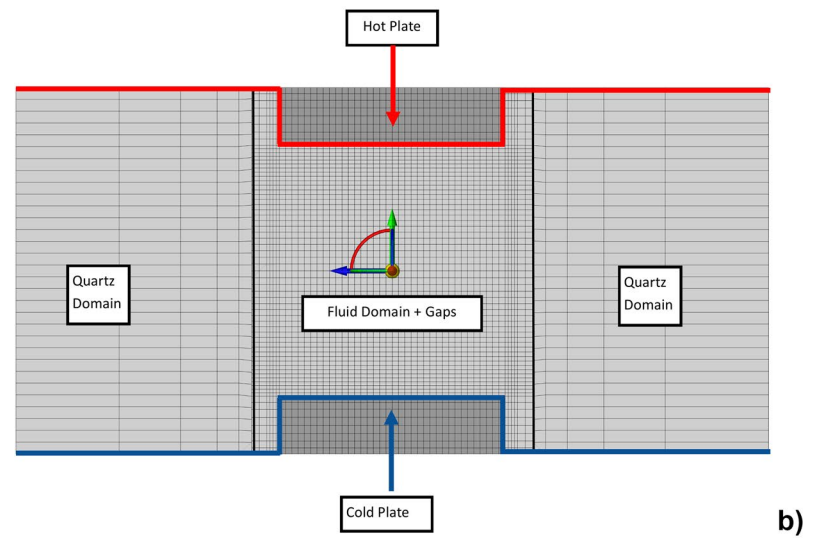 Hot Plate
Quartz
Domain
Quartz
Domain
Fluid Domain + Gaps
Cold Plate
b)